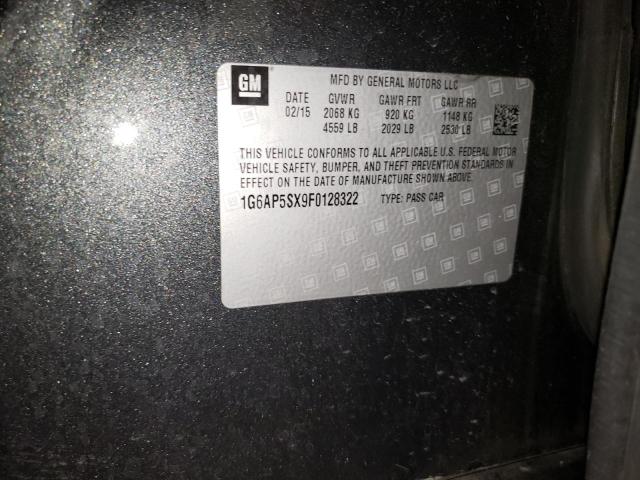 GM
MFD BY GENERAL MOTORS LLC
DATE GVWR GAWR FRT GAWR RR
02/15 2068 KG 920 KG 1148 KG
4559 LB 2029 LB 2530 LB
THIS VEHICLE CONFORMS TO ALL APPLICABLE U.S. FEDERAL MOTOR
VEHICLE SAFETY, BUMPER, AND THEFT PREVENTION STANDARDS IN
EFFECT ON THE DATE OF MANUFACTURE SHOWN ABOVE.
1G6AP5SX9F0128322 TYPE: PASS CAR